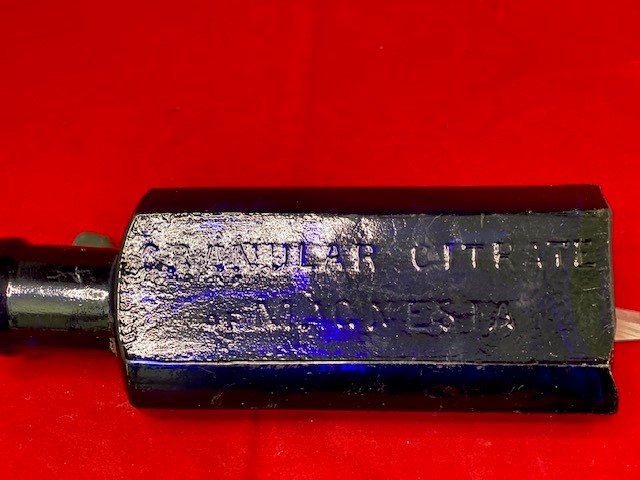 GRANULAR CITRATE
OF MAGNESIA